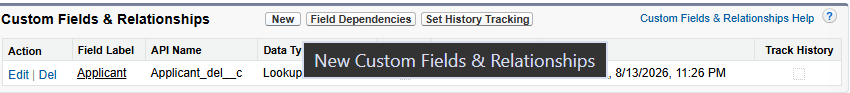 Custom Fields & Relationships New Field Dependencies Set History Tracking Custom Fields & Relationships Help ?
Action Field Label API Name Data Ty Track History
New Custom Fields & Relationships
Edit | Del Applicant Applicant_del__c Lookup , 8/13/2026, 11:26 PM